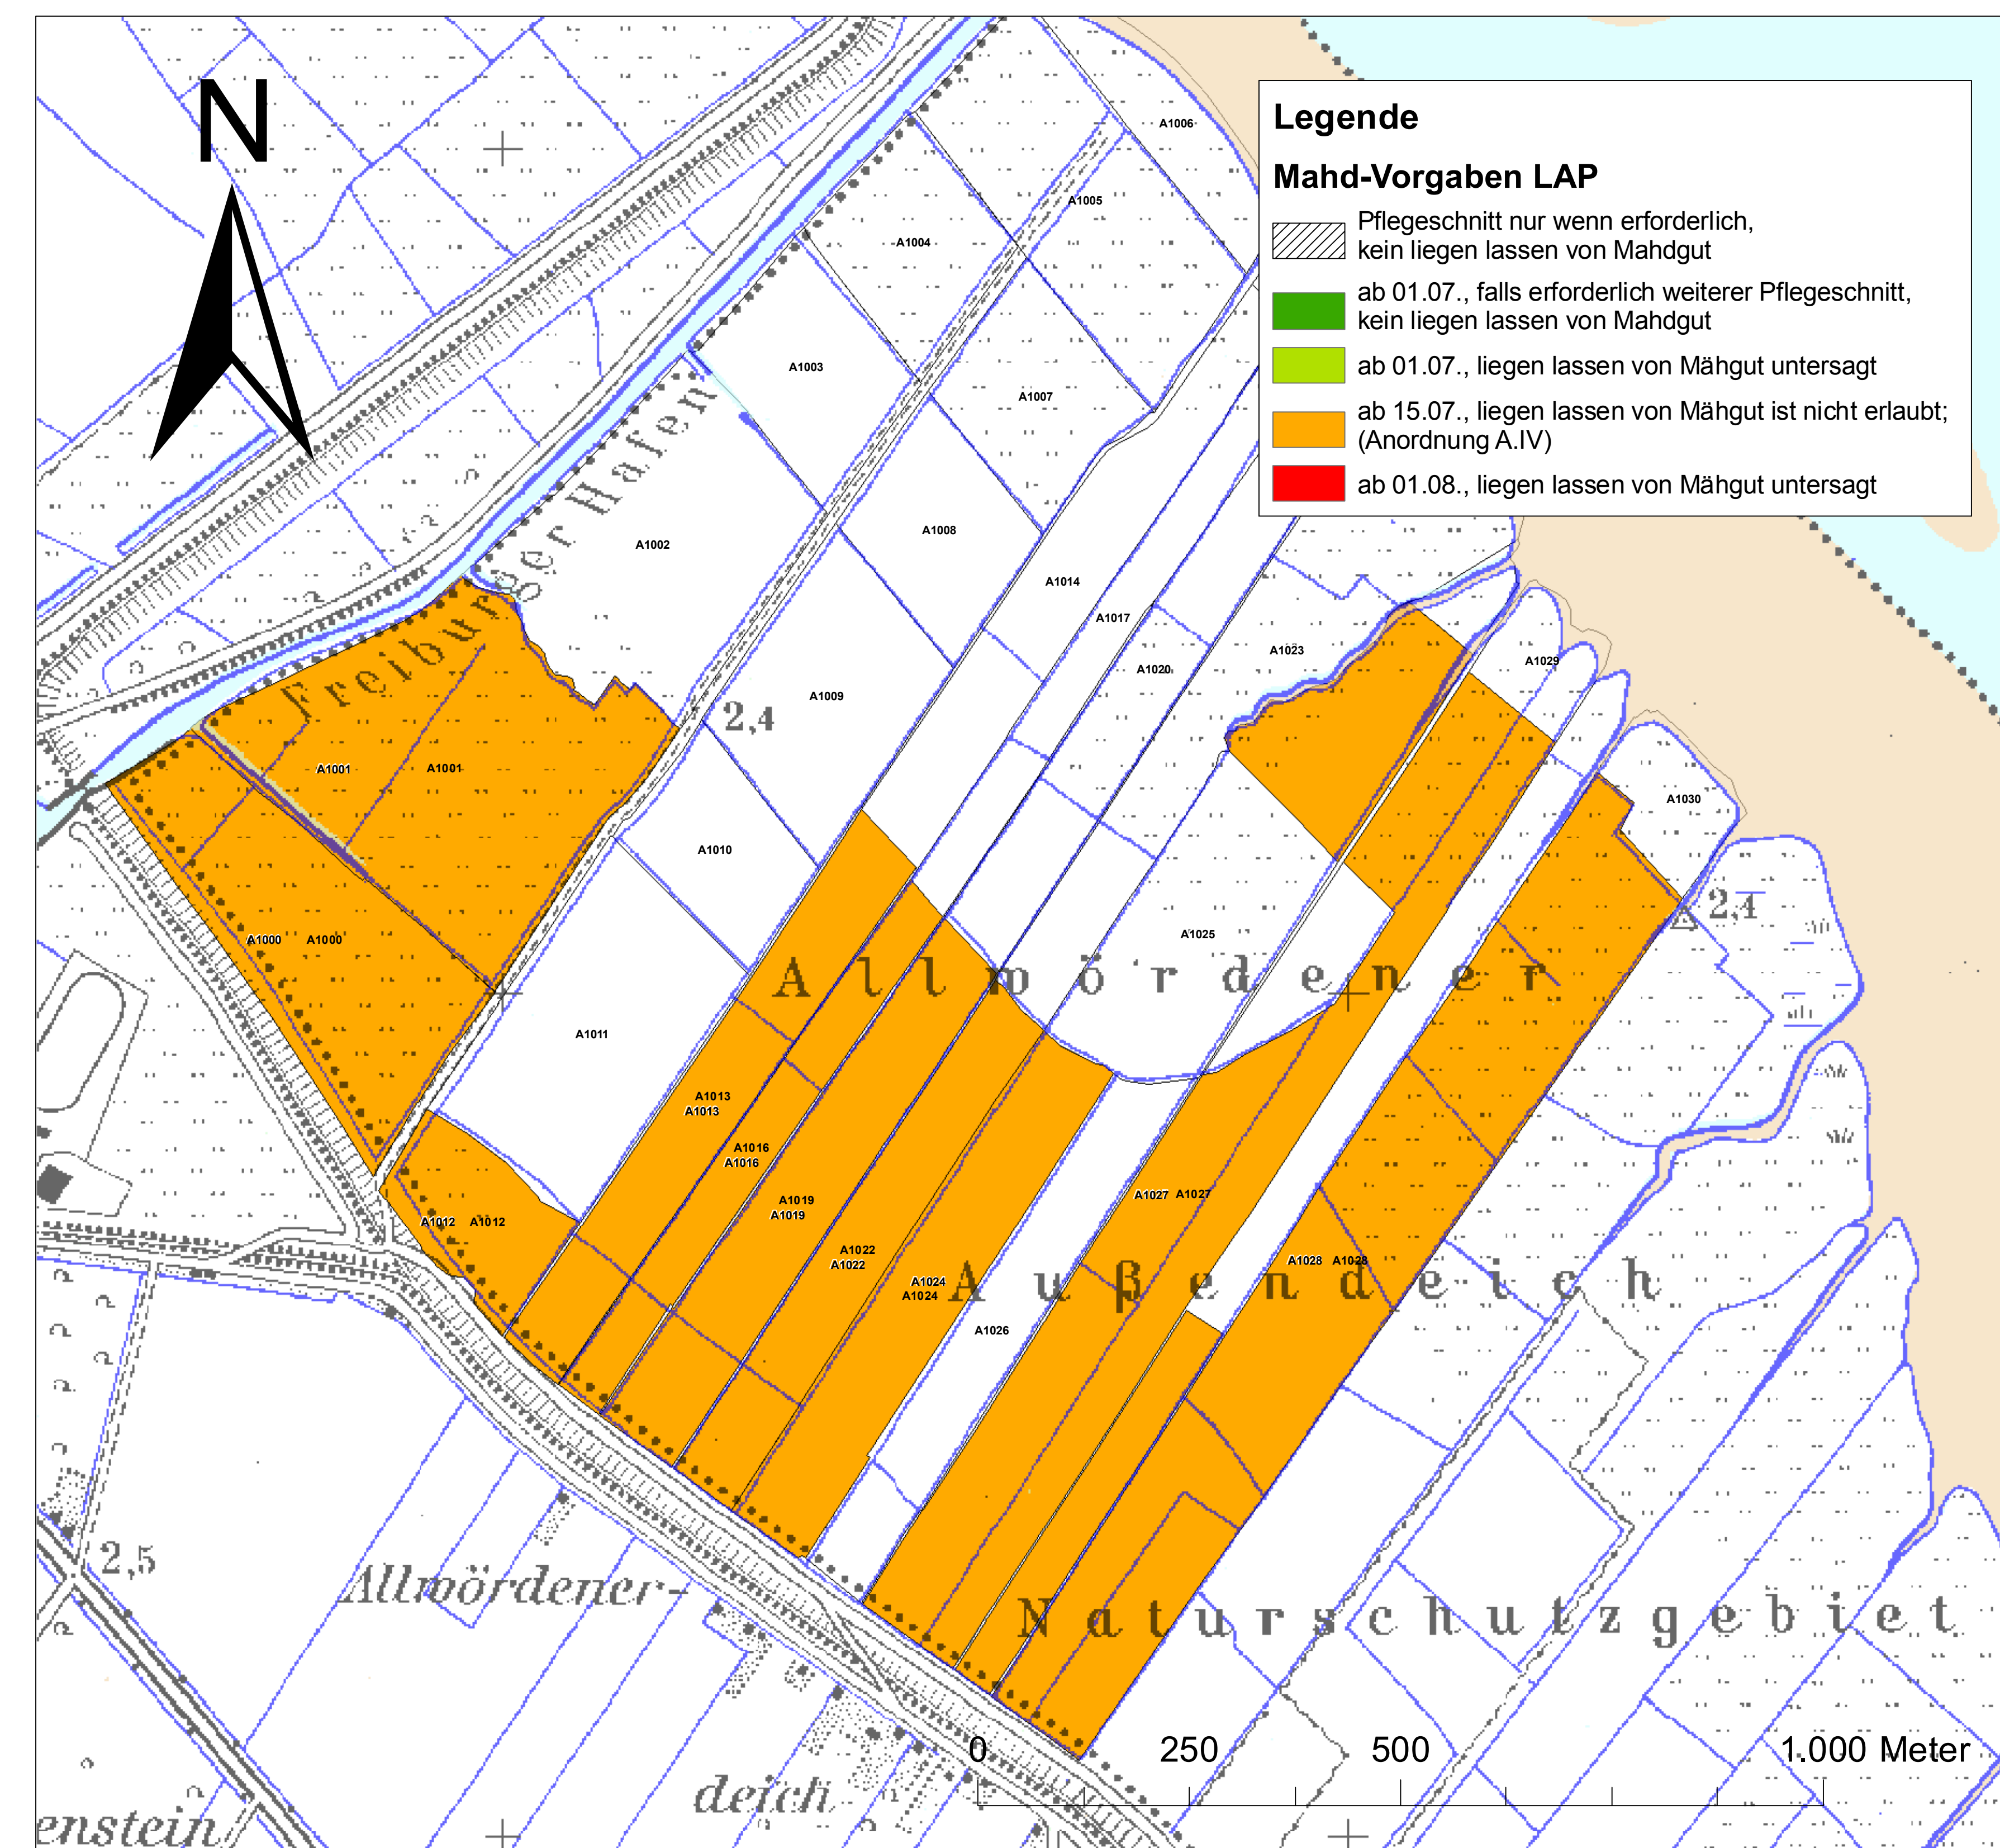 N
Legende
Mahd-Vorgaben LAP
Pflegeschnitt nur wenn erforderlich,
kein liegen lassen von Mahdgut
ab 01.07., falls erforderlich weiterer Pflegeschnitt,
kein liegen lassen von Mahdgut
ab 01.07., liegen lassen von Mähgut untersagt
ab 15.07., liegen lassen von Mähgut ist nicht erlaubt;
(Anordnung A.IV)
ab 01.08., liegen lassen von Mähgut untersagt
A1006
A1005
A1004
A1003
A1007
A1002
A1008
A1014
A1017
A1020
A1023
A1029
A1009
2,4
Freiburger Hafen
A1001 A1001
A1030
A1010
2,4
A1000 A1000
A1025
Allmördener
A1011
A1013
A1013
A1016
A1016
A1019
A1019
A1027 A1027
A1012 A1012
A1022
A1022
A1028 A1028
A1024
A1024
Außendeich
A1026
2,5
Allwördener-
Naturschutzgebiet
deich
enstein
0 250 500 1.000 Meter